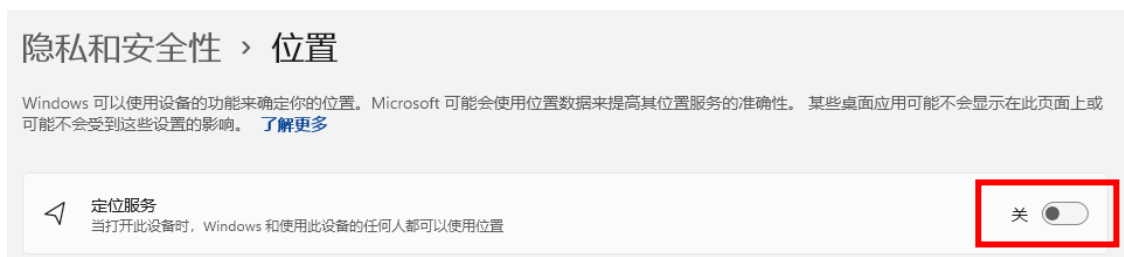 隐私和安全性 › 位置
Windows 可以使用设备的功能来确定你的位置。Microsoft 可能会使用位置数据来提高其位置服务的准确性。 某些桌面应用可能不会显示在此页面上或
可能不会受到这些设置的影响。 了解更多
定位服务
当打开此设备时，Windows 和使用此设备的任何人都可以使用位置
关